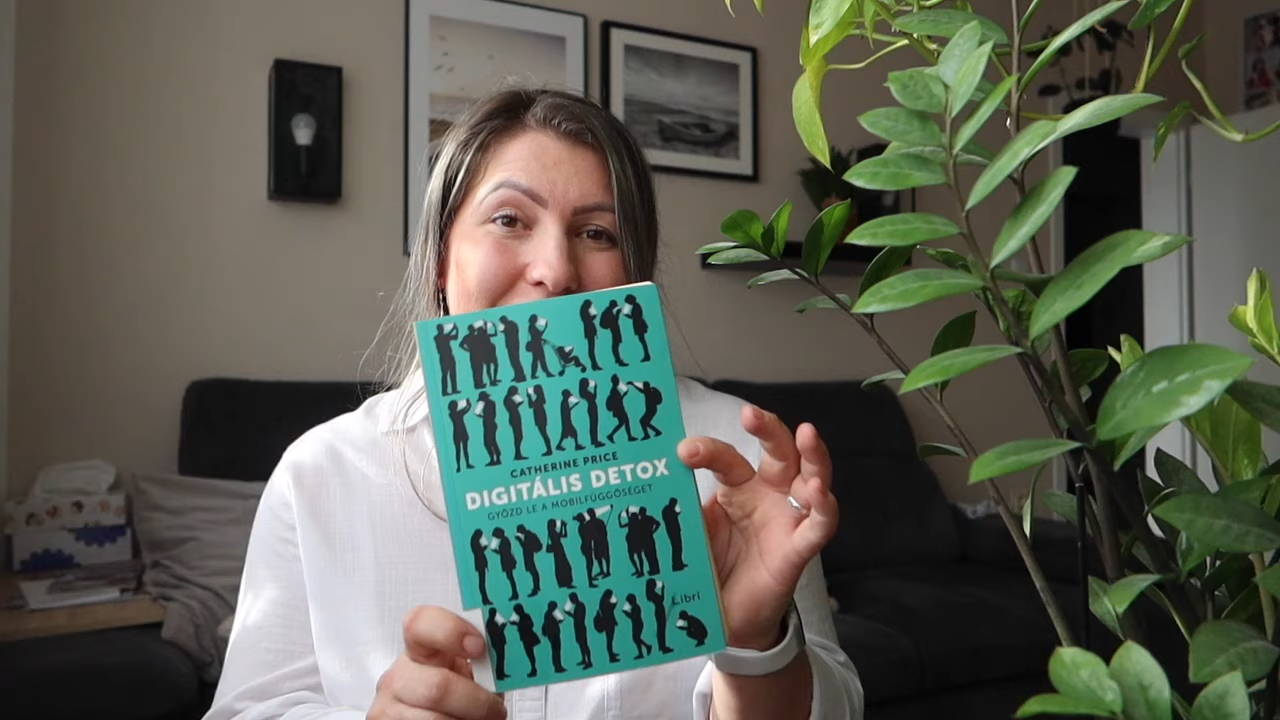 CATHERINE PRICE
DIGITÁLIS DETOX
GYŐZD LE A MOBILFÜGGŐSÉGET
Libri